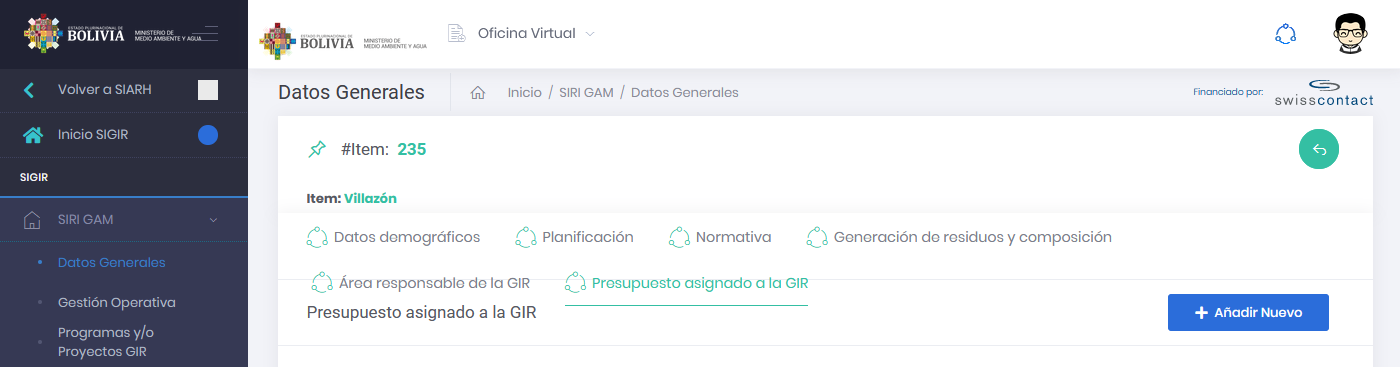 ESTADO PLURINACIONAL DE
BOLIVIA
MINISTERIO DE
MEDIO AMBIENTE Y AGUA
ESTADO PLURINACIONAL DE
BOLIVIA
MINISTERIO DE
MEDIO AMBIENTE Y AGUA
Oficina Virtual
Volver a SIARH
Inicio SIGIR
SIGIR
SIRI GAM
Datos Generales
Gestión Operativa
Programas y/o
Proyectos GIR
Datos Generales
Inicio / SIRI GAM / Datos Generales
Financiado por:
swisscontact
#Item: 235
Item: Villazón
Datos demográficos Planificación Normativa Generación de residuos y composición
Área responsable de la GIR Presupuesto asignado a la GIR
Presupuesto asignado a la GIR
Añadir Nuevo